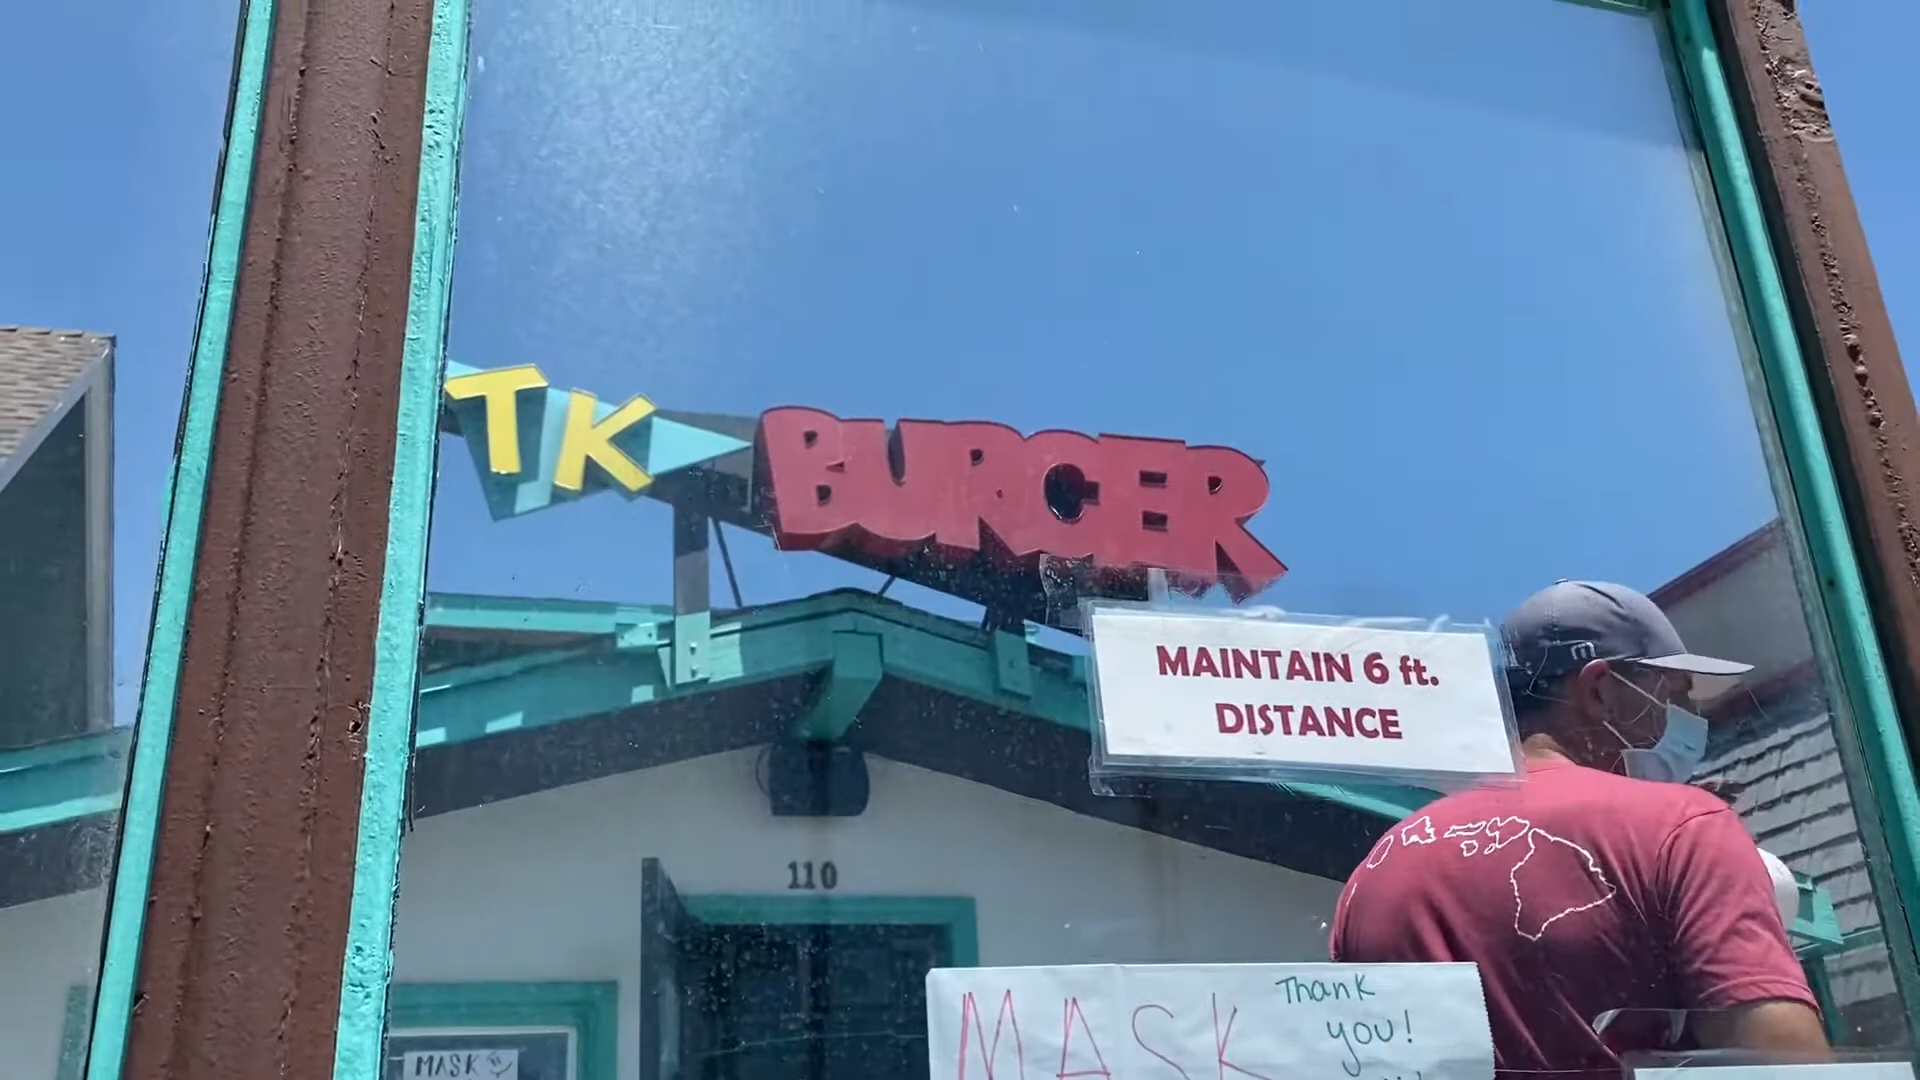 TK BURGER
MAINTAIN 6 ft.
DISTANCE
110
MASK
Thank
you!
MASK